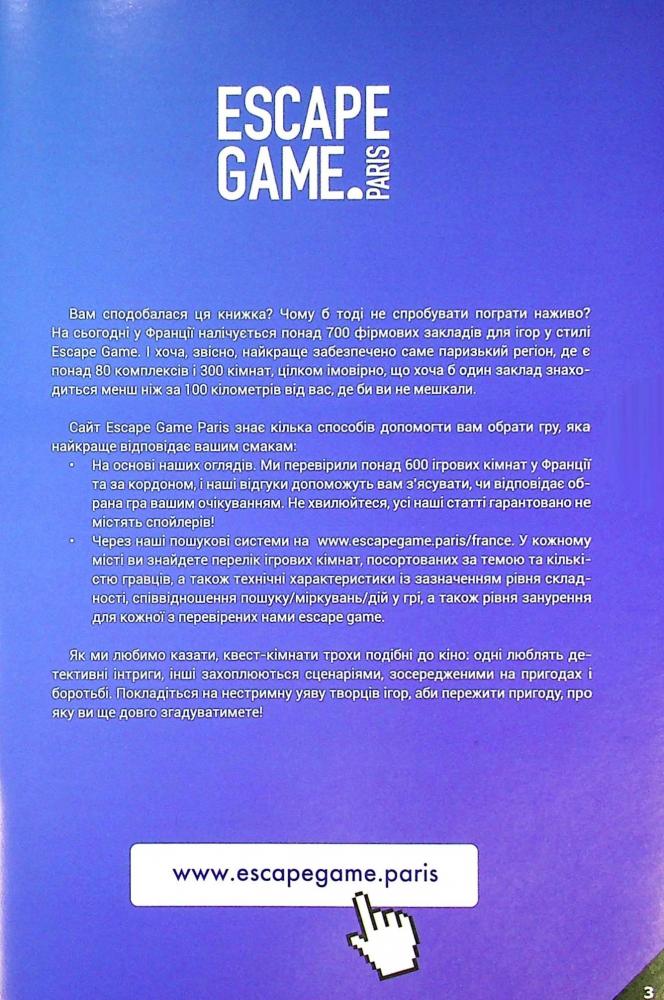 ESCAPE
GAME.
PARIS
Вам сподобалася ця книжка? Чому б тоді не спробувати пограти наживо?
На сьогодні у Франції налічується понад 700 фірмових закладів для ігор у стилі
Escape Game. І хоча, звісно, найкраще забезпечено саме паризький регіон, де є
понад 80 комплексів і 300 кімнат, цілком імовірно, що хоча б один заклад знахо-
диться менш ніж за 100 кілометрів від вас, де би ви не мешкали.
Сайт Escape Game Paris знає кілька способів допомогти вам обрати гру, яка
найкраще відповідає вашим смакам:
• На основі наших оглядів. Ми перевірили понад 600 ігрових кімнат у Франції
та за кордоном, і наші відгуки допоможуть вам з'ясувати, чи відповідає об-
рана гра вашим очікуванням. Не хвилюйтеся, усі наші статті гарантовано не
містять спойлерів!
• Через наші пошукові системи на www.escapegame.paris/france. У кожному
місті ви знайдете перелік ігрових кімнат, посортованих за темою та кількі-
стю гравців, а також технічні характеристики із зазначенням рівня склад-
ності, співвідношення пошуку/міркувань/дій у грі, а також рівня занурення
для кожної з перевірених нами escape game.
Як ми любимо казати, квест-кімнати трохи подібні до кіно: одні люблять де-
тективні інтриги, інші захоплюються сценаріями, зосередженими на пригодах і
боротьбі. Покладіться на нестримну уяву творців ігор, аби пережити пригоду, про
яку ви ще довго згадуватимете!
www.escapegame.paris
3